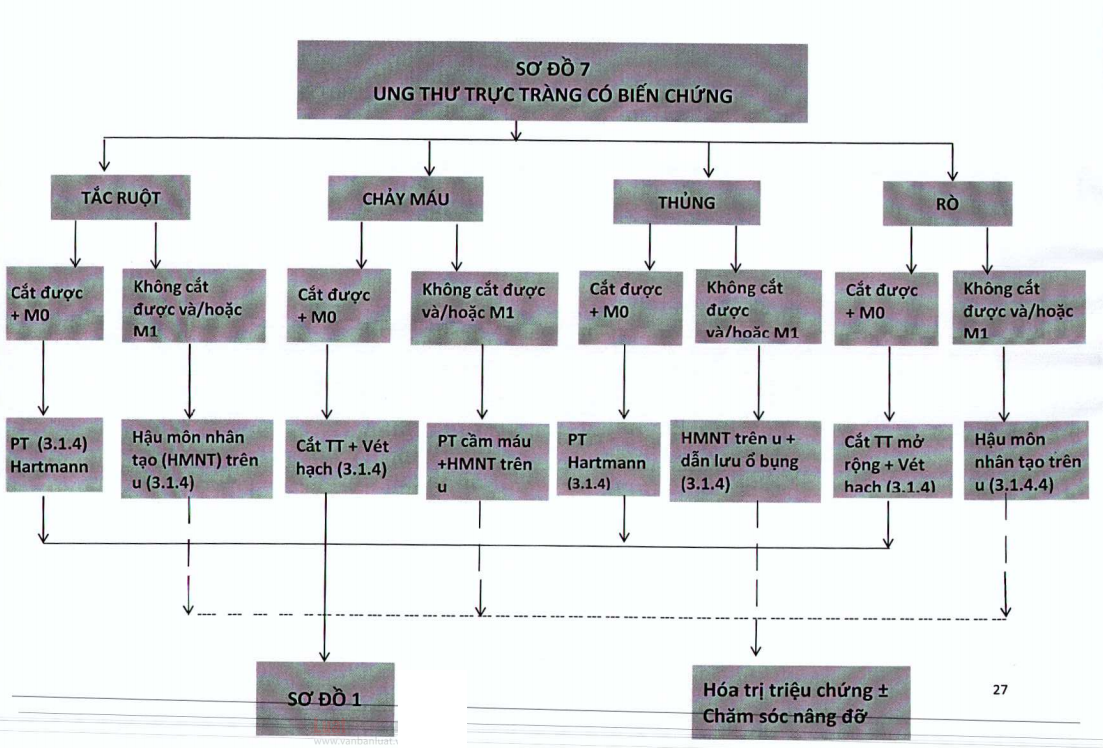 SƠ ĐỒ 7
UNG THƯ TRỰC TRÀNG CÓ BIẾN CHỨNG
TẮC RUỘT
CHẢY MÁU
THỦNG
RÒ
Cắt được
+ M0
Không cắt
được và/hoặc
M1
Cắt được
+ M0
Không cắt được
và/hoặc M1
Cắt được
+ M0
Không cắt
được
và/hoặc M1
Cắt được
+ M0
Không cắt
được và/hoặc
M1
PT (3.1.4)
Hartmann
Hậu môn nhân
tạo (HMNT) trên
u (3.1.4)
Cắt TT + Vét
hạch (3.1.4)
PT cầm máu
+HMNT trên
u
PT
Hartmann
(3.1.4)
HMNT trên u +
dẫn lưu ổ bụng
(3.1.4)
Cắt TT mở
rộng + Vét
hạch (3.1.4)
Hậu môn
nhân tạo trên
u (3.1.4.4)
SƠ ĐỒ 1
Hóa trị triệu chứng ±
Chăm sóc nâng đỡ
27